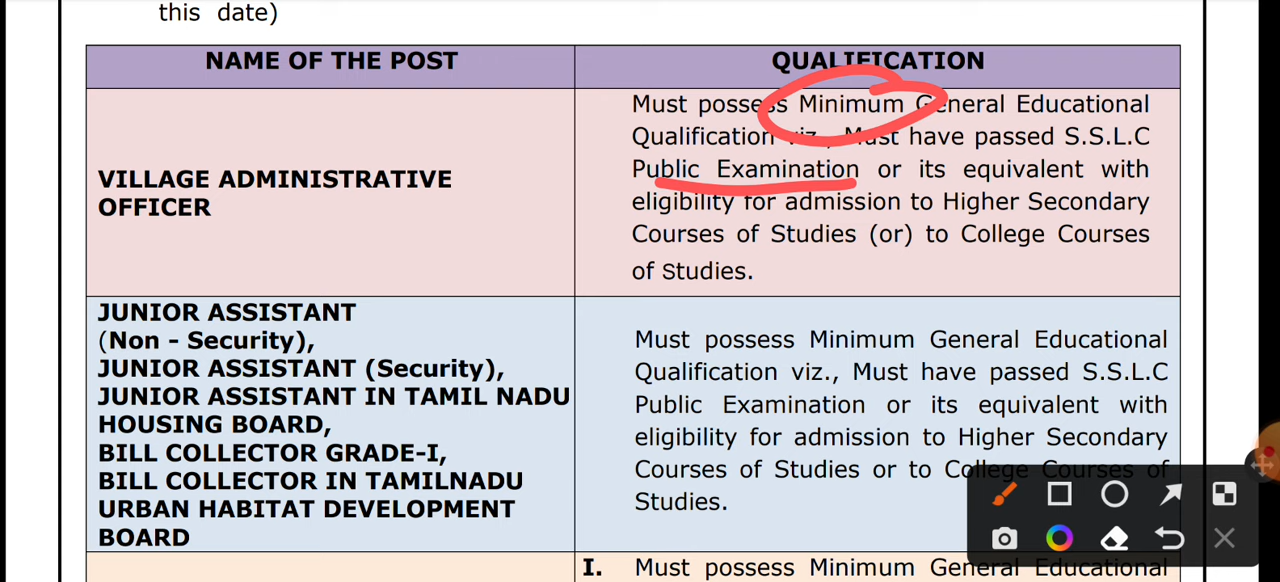 this date)
NAME OF THE POST
QUALIFICATION
VILLAGE ADMINISTRATIVE
OFFICER
Must possess Minimum General Educational
Qualification viz., Must have passed S.S.L.C
Public Examination or its equivalent with
eligibility for admission to Higher Secondary
Courses of Studies (or) to College Courses
of Studies.
JUNIOR ASSISTANT
(Non - Security),
JUNIOR ASSISTANT (Security),
JUNIOR ASSISTANT IN TAMIL NADU
HOUSING BOARD,
BILL COLLECTOR GRADE-I,
BILL COLLECTOR IN TAMILNADU
URBAN HABITAT DEVELOPMENT
BOARD
Must possess Minimum General Educational
Qualification viz., Must have passed S.S.L.C
Public Examination or its equivalent with
eligibility for admission to Higher Secondary
Courses of Studies or to College Courses of
Studies.
I. Must possess Minimum General Educational